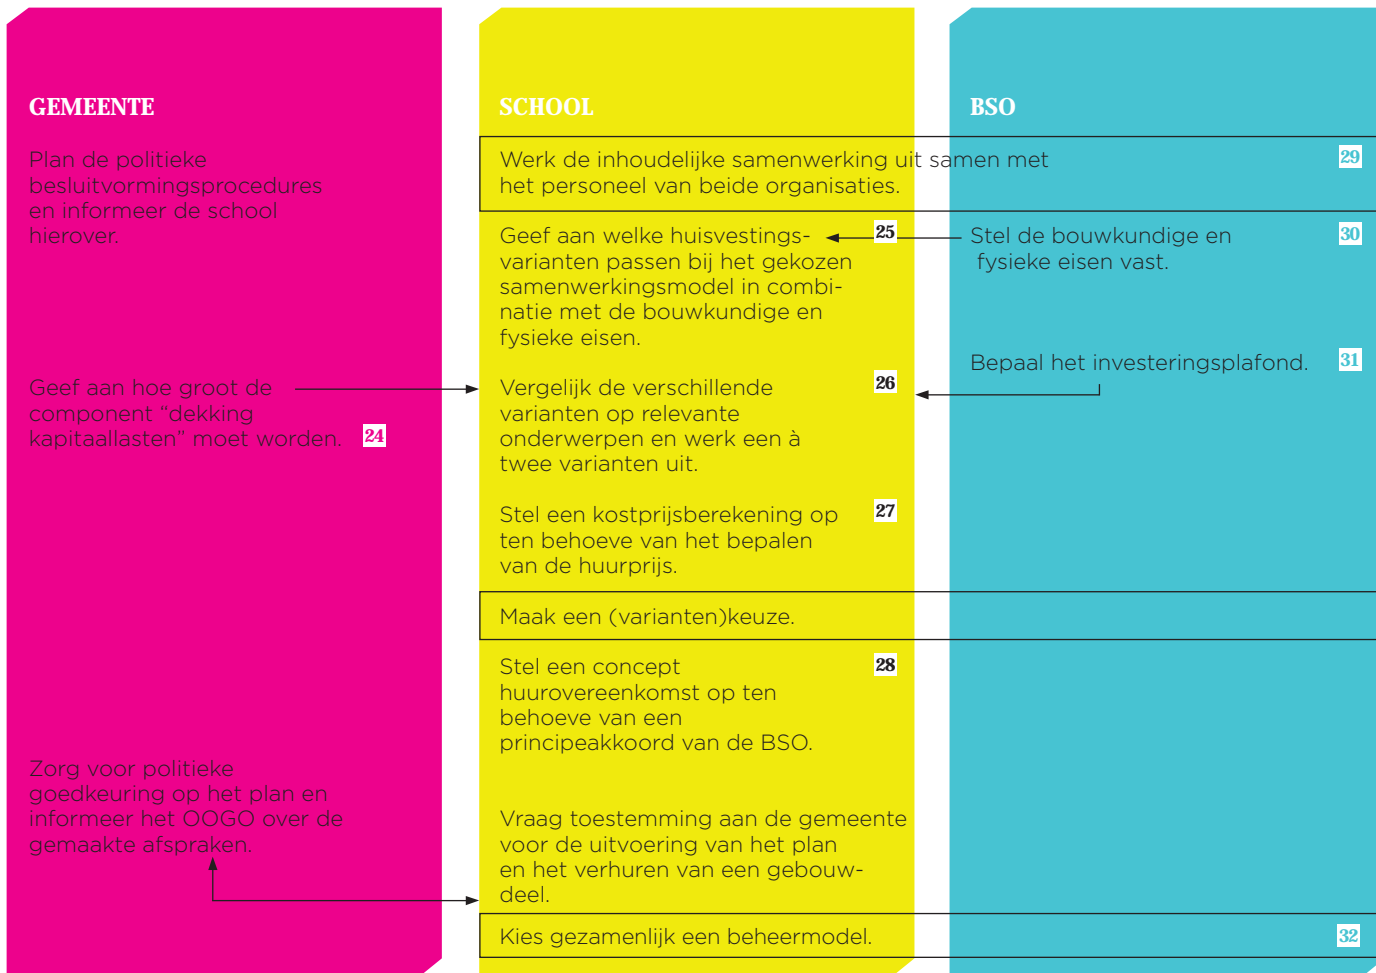 GEMEENTE
Plan de politieke
besluitvormingsprocedures
en informeer de school
hierover.
Geef aan hoe groot de
component “dekking
kapitaallasten” moet worden. 24
Zorg voor politieke
goedkeuring op het plan en
informeer het OOGO over de
gemaakte afspraken.
SCHOOL
Werk de inhoudelijke samenwerking uit samen met
het personeel van beide organisaties.
29
Geef aan welke huisvestings- 25
varianten passen bij het gekozen
samenwerkingsmodel in combi-
natie met de bouwkundige en
fysieke eisen.
Vergelijk de verschillende 26
varianten op relevante
onderwerpen en werk een à
twee varianten uit.
Stel een kostprijsberekening op 27
ten behoeve van het bepalen
van de huurprijs.
Maak een (varianten)keuze.
Stel een concept 28
huurovereenkomst op ten
behoeve van een
principeakkoord van de BSO.
Vraag toestemming aan de gemeente
voor de uitvoering van het plan
en het verhuren van een gebouw-
deel.
Kies gezamenlijk een beheermodel. 32
BSO
Stel de bouwkundige en 30
fysieke eisen vast.
Bepaal het investeringsplafond. 31